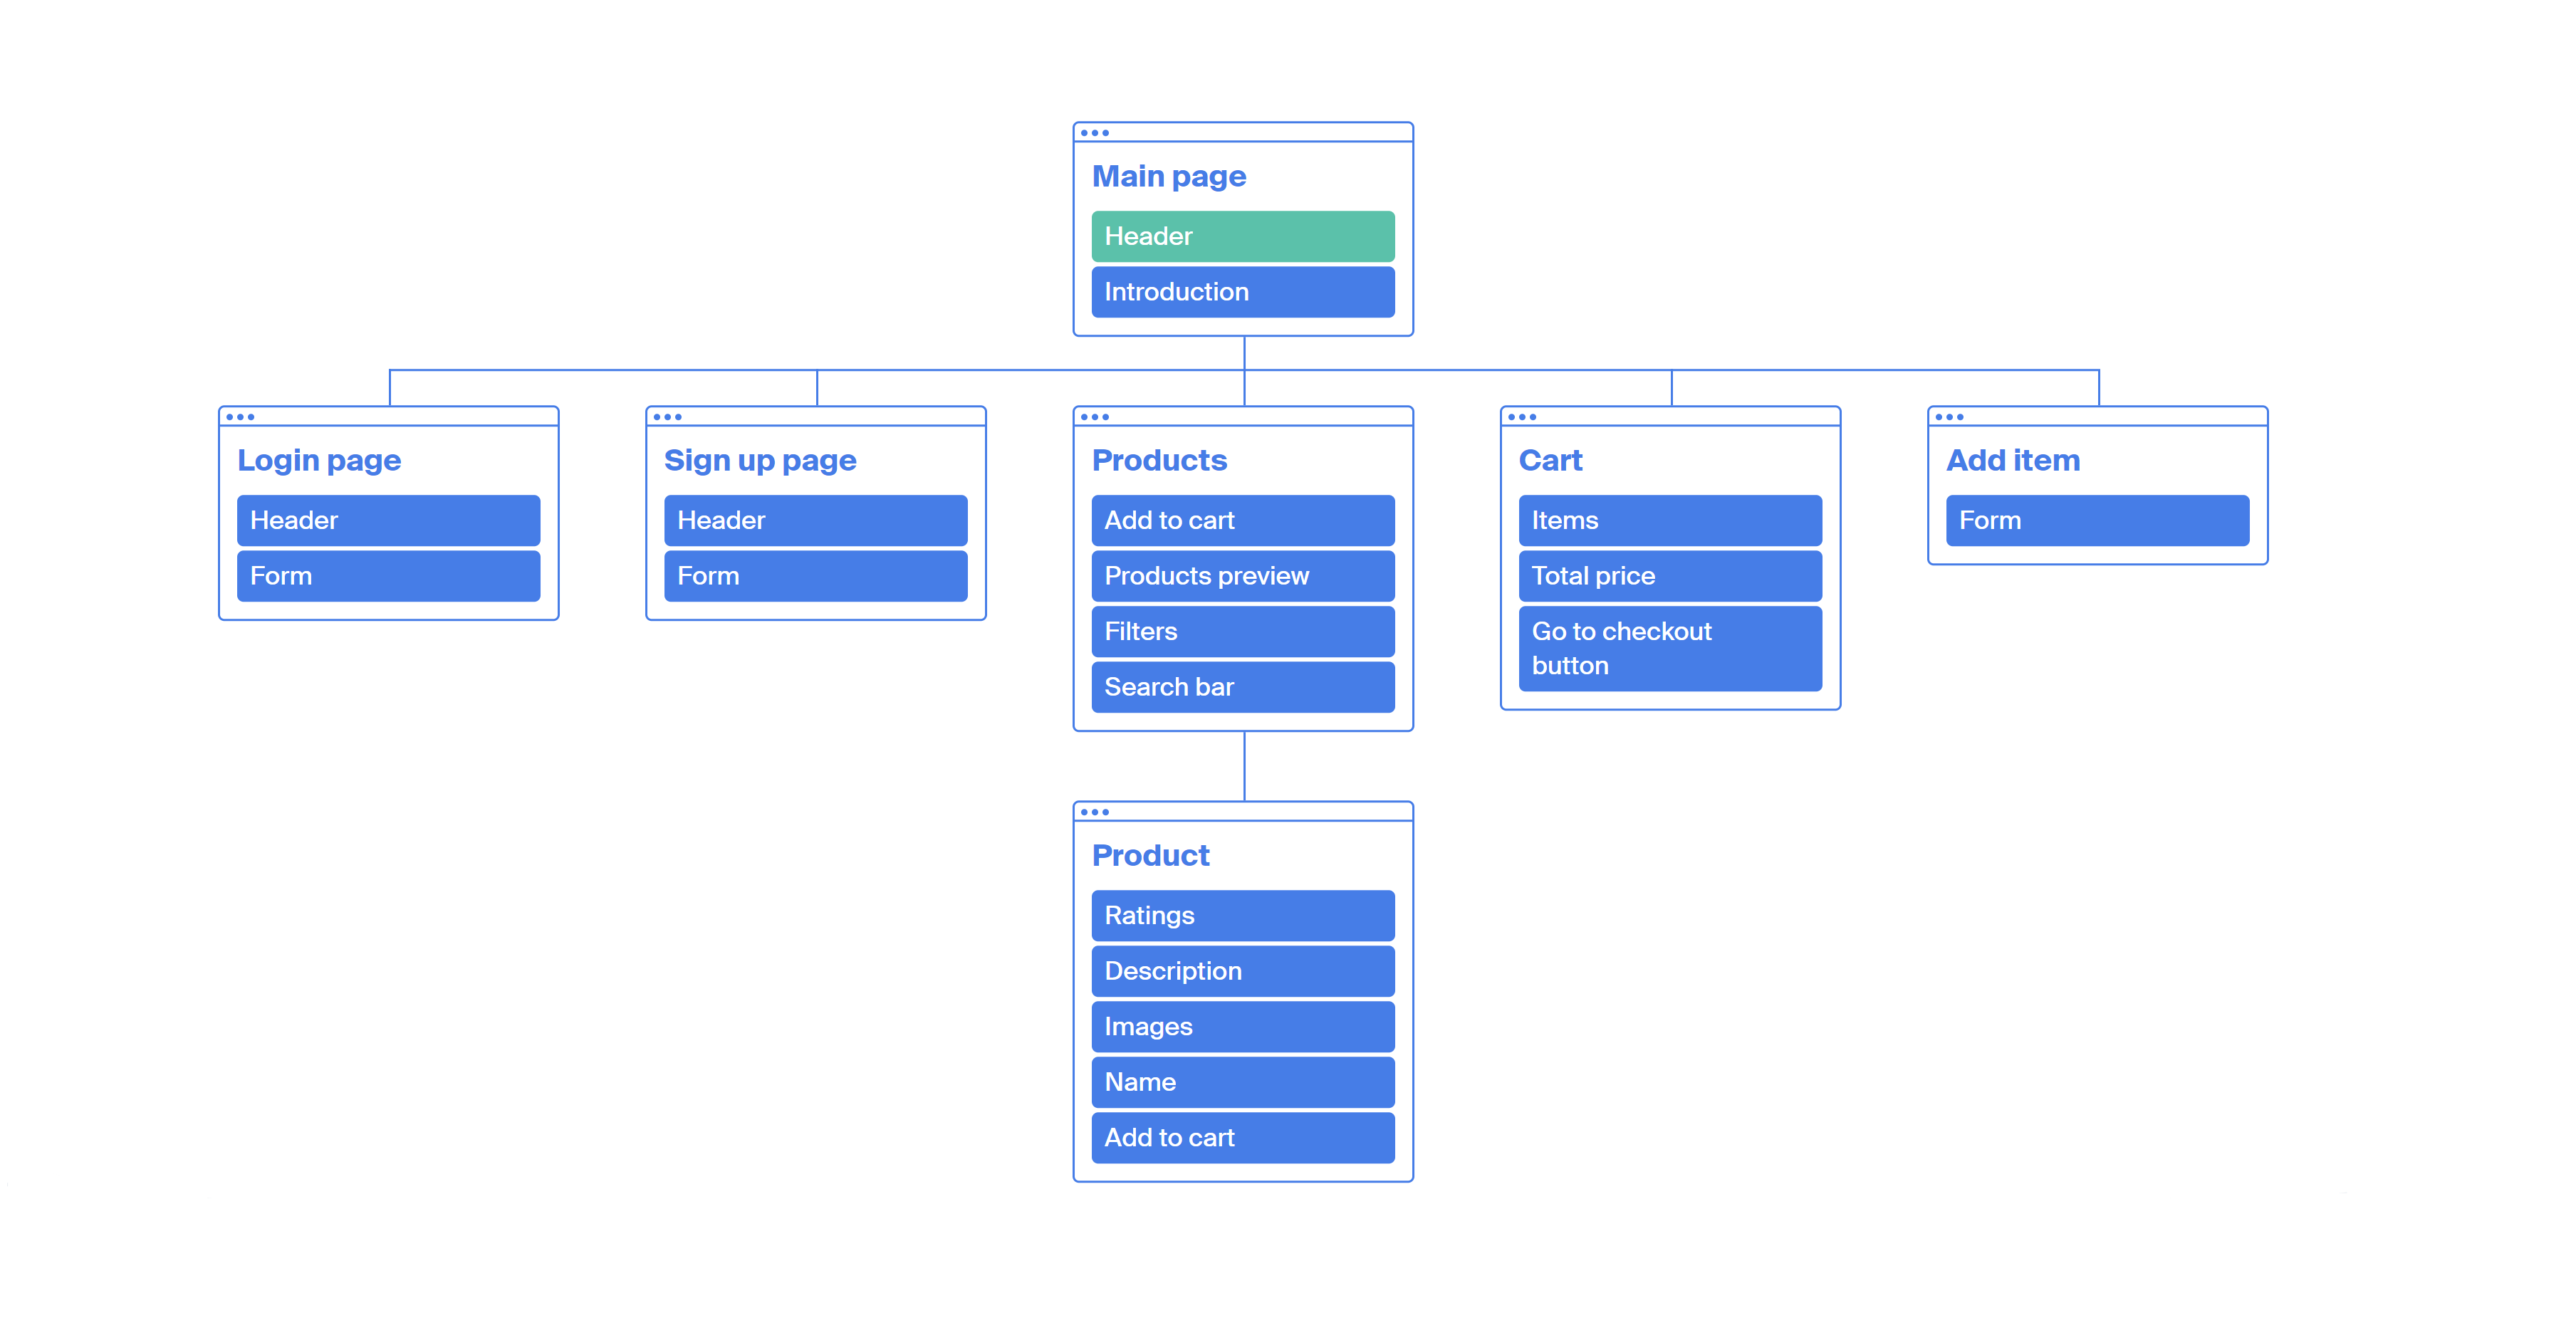 Main page
Header
Introduction
Login page
Header
Form
Sign up page
Header
Form
Products
Add to cart
Products preview
Filters
Search bar
Cart
Items
Total price
Go to checkout
button
Add item
Form
Product
Ratings
Description
Images
Name
Add to cart